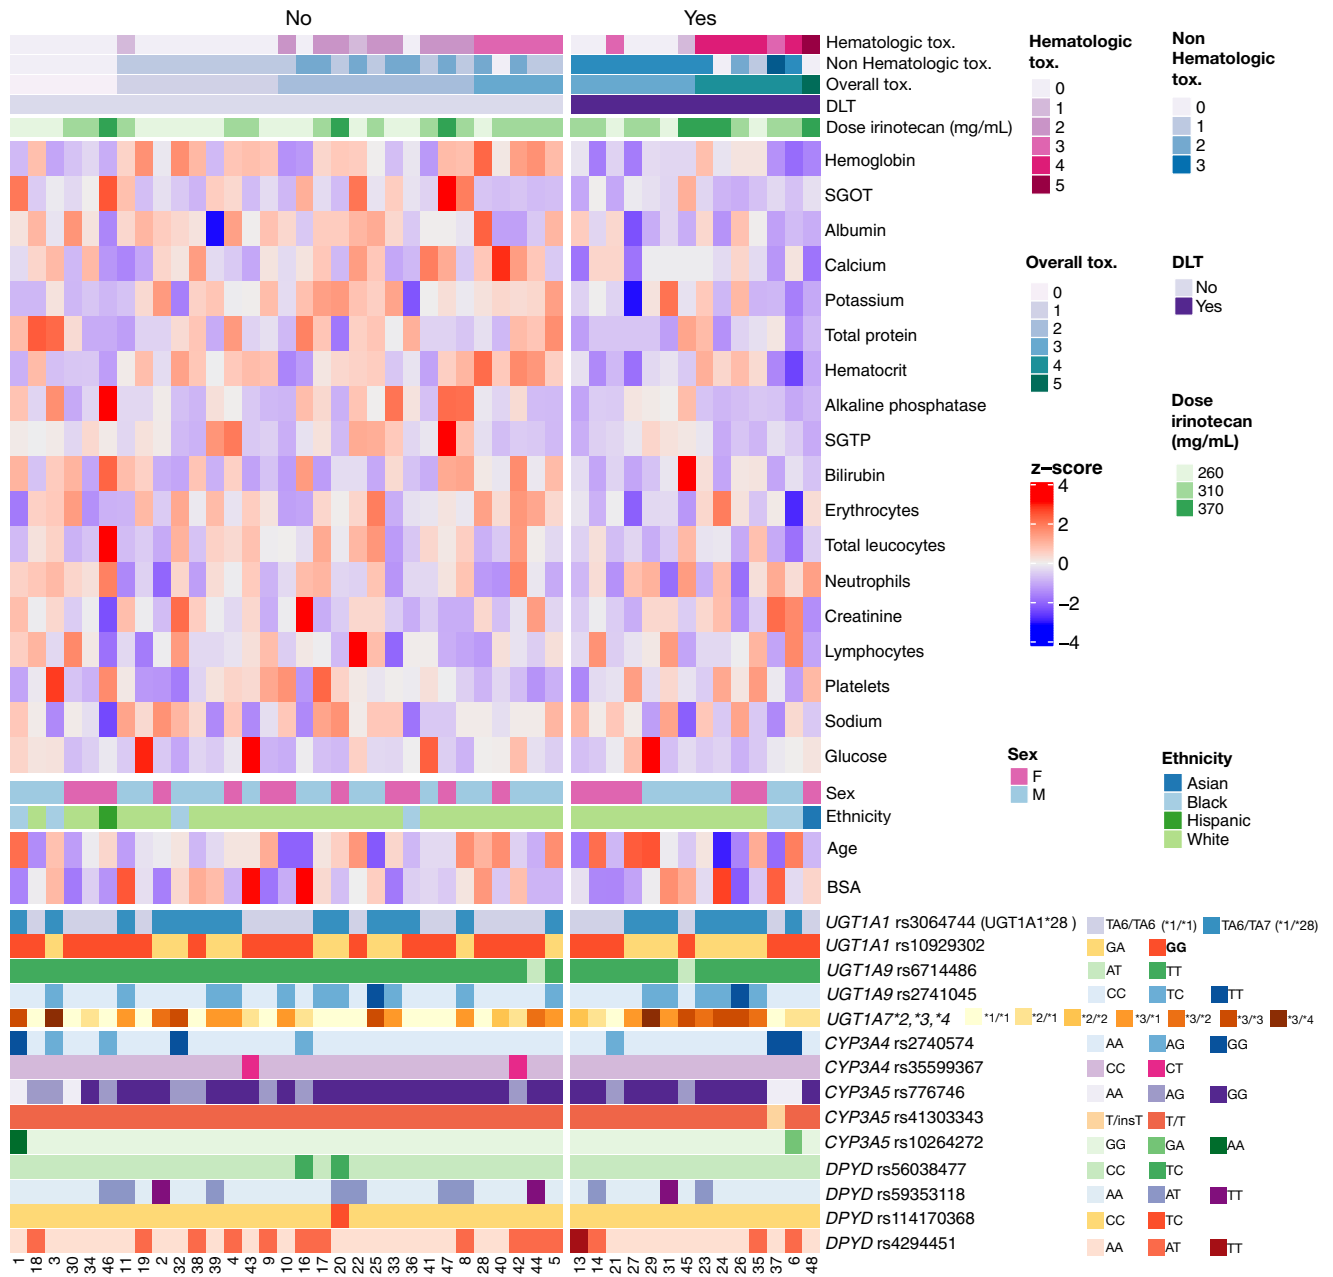 No Yes
Hematologic tox.
Non Hematologic tox.
Overall tox.
DLT
Dose irinotecan (mg/mL)
Hemoglobin
SGOT
Albumin
Calcium
Potassium
Total protein
Hematocrit
Alkaline phosphatase
SGTP
Bilirubin
Erythrocytes
Total leucocytes
Neutrophils
Creatinine
Lymphocytes
Platelets
Sodium
Glucose
Sex
Ethnicity
Age
BSA
UGT1A1 rs3064744 (UGT1A1*28 ) TA6/TA6 (*1/*1) TA6/TA7 (*1/*28)
UGT1A1 rs10929302 GA GG
UGT1A9 rs6714486 AT TT
UGT1A9 rs2741045 CC TC TT
UGT1A7*2,*3,*4 *1/*1 *2/*1 *2/*2 *3/*1 *3/*2 *3/*3 *3/*4
CYP3A4 rs2740574 AA AG GG
CYP3A4 rs35599367 CC CT
CYP3A5 rs776746 AA AG GG
CYP3A5 rs41303343 T/insT T/T
CYP3A5 rs10264272 GG GA AA
DPYD rs56038477 CC TC
DPYD rs59353118 AA AT TT
DPYD rs114170368 CC TC
DPYD rs4294451 AA AT TT
1 18 3 30 34 46 11 19 2 32 38 39 4 43 9 10 16 17 20 22 25 33 36 41 47 8 28 40 42 44 5 13 14 21 27 29 31 45 23 24 26 35 37 6 48
Hematologic
tox.
0
1
2
3
4
5
Non
Hematologic
tox.
0
1
2
3
Overall tox.
0
1
2
3
4
5
DLT
No
Yes
Dose
irinotecan
(mg/mL)
260
310
370
z–score
4
2
0
–2
–4
Sex
F
M
Ethnicity
Asian
Black
Hispanic
White